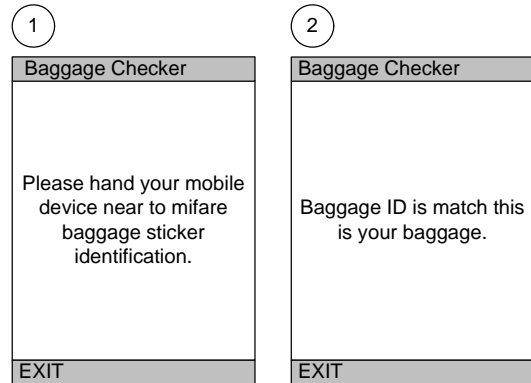 1
Baggage Checker
Please hand your mobile
device near to mifare
baggage sticker
identification.
EXIT
2
Baggage Checker
Baggage ID is match this
is your baggage.
EXIT